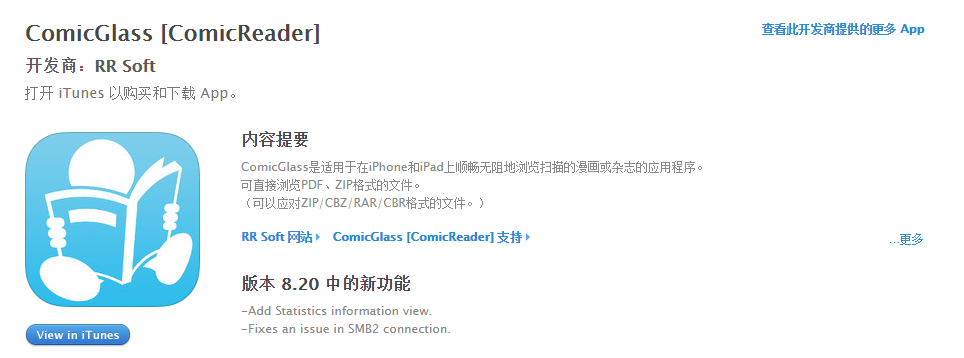 ComicGlass [ComicReader]
查看此开发商提供的更多 App
开发商：RR Soft
打开 iTunes 以购买和下载 App。
内容提要
ComicGlass是适用于在iPhone和iPad上顺畅无阻地浏览扫描的漫画或杂志的应用程序。
可直接浏览PDF、ZIP格式的文件。
（可以应对ZIP/CBZ/RAR/CBR格式的文件。）
RR Soft 网站 ComicGlass [ComicReader] 支持
...更多
版本 8.20 中的新功能
-Add Statistics information view.
-Fixes an issue in SMB2 connection.
View in iTunes